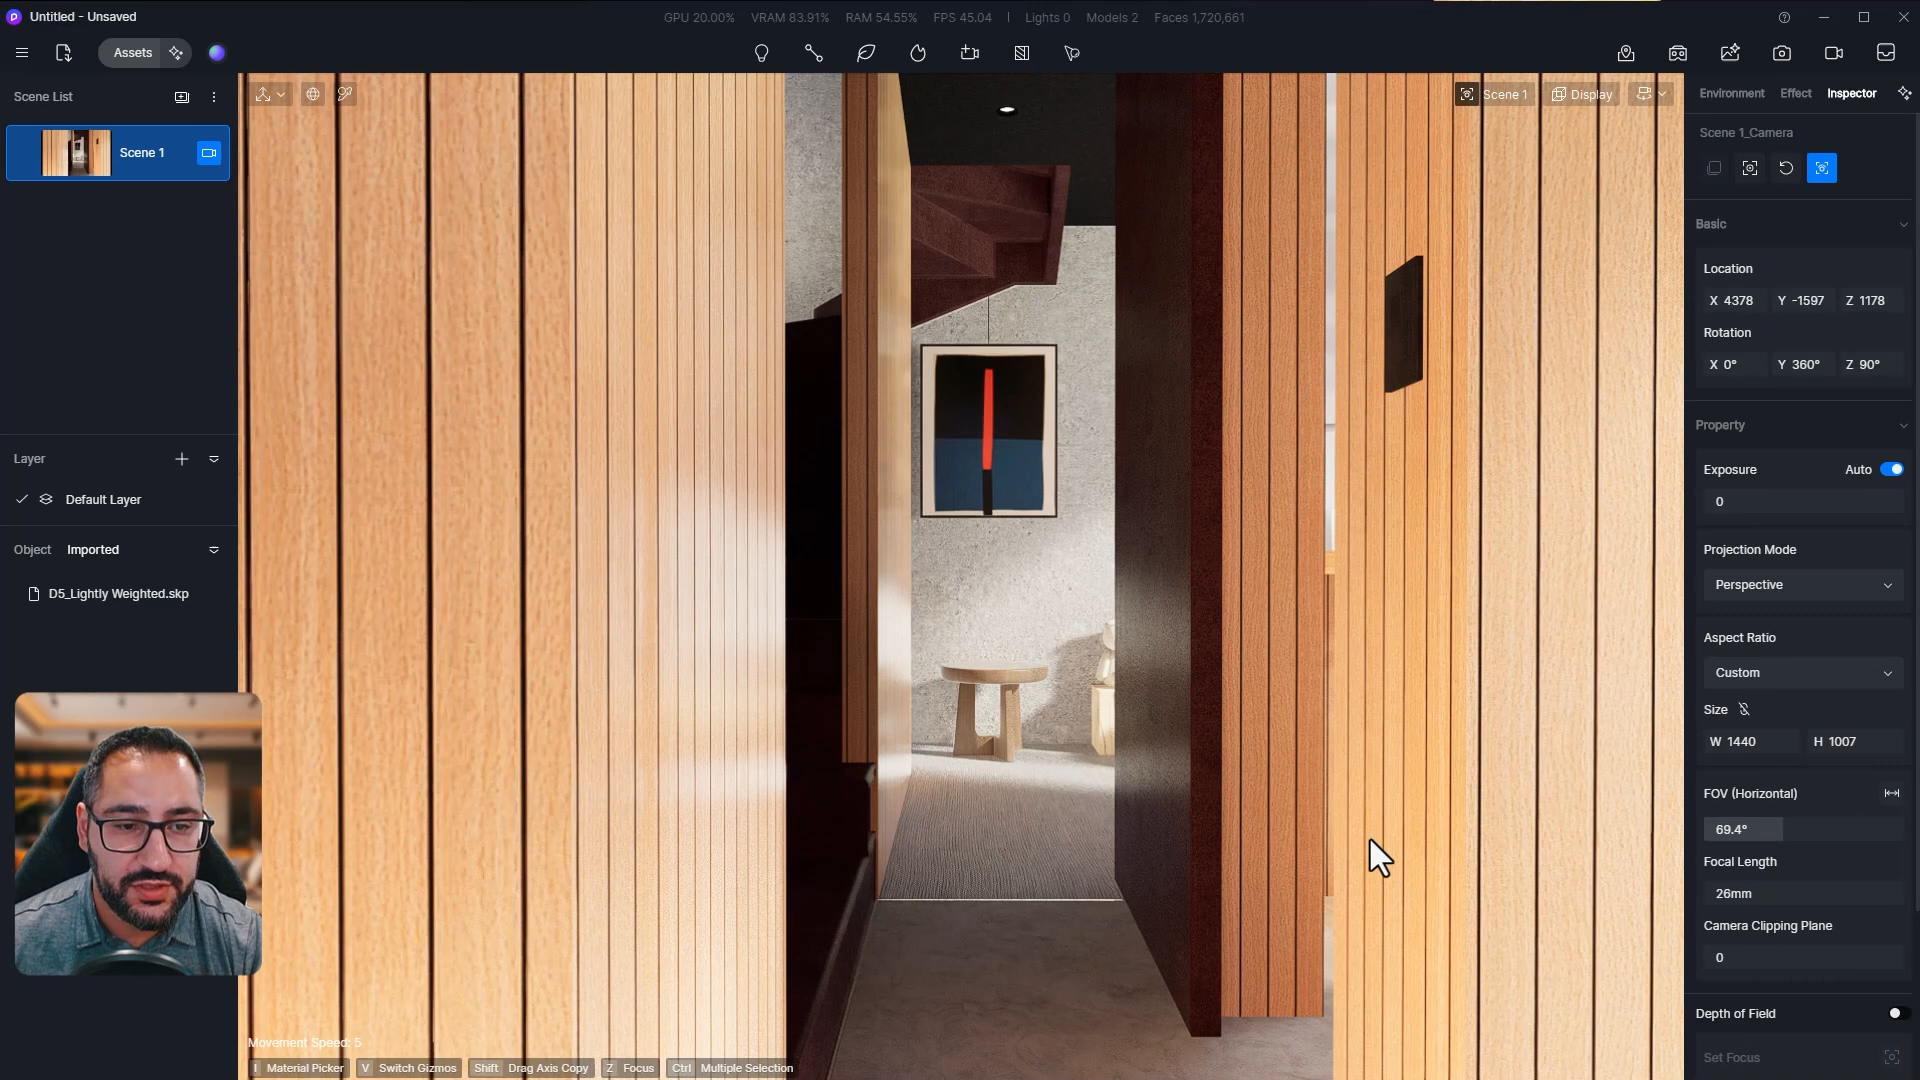 Untitled - Unsaved
GPU 20.00% VRAM 83.91% RAM 54.55% FPS 45.04 | Lights 0 Models 2 Faces 1,720,661
Assets
Scene List
Scene 1
Layer
Default Layer
Object Imported
D5_Lightly Weighted.skp
Scene 1 Display
Movement Speed: 5
I Material Picker V Switch Gizmos Shift Drag Axis Copy Z Focus Ctrl Multiple Selection
Environment Effect Inspector
Scene 1_Camera
Basic
Location
X 4378 Y -1597 Z 1178
Rotation
X 0° Y 360° Z 90°
Property
Exposure Auto
0
Projection Mode
Perspective
Aspect Ratio
Custom
Size
W 1440 H 1007
FOV (Horizontal)
69.4°
Focal Length
26mm
Camera Clipping Plane
0
Depth of Field
Set Focus